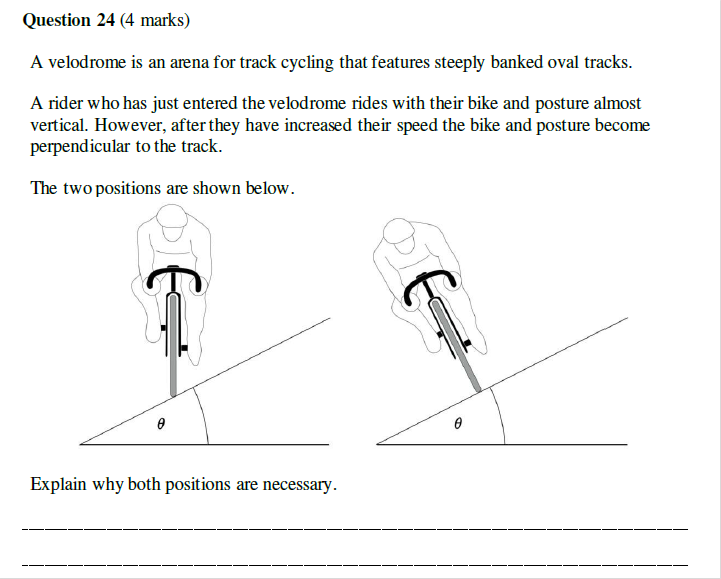 Question 24 (4 marks)
A velodrome is an arena for track cycling that features steeply banked oval tracks.
A rider who has just entered the velodrome rides with their bike and posture almost
vertical. However, after they have increased their speed the bike and posture become
perpendicular to the track.
The two positions are shown below.
θ
θ
Explain why both positions are necessary.